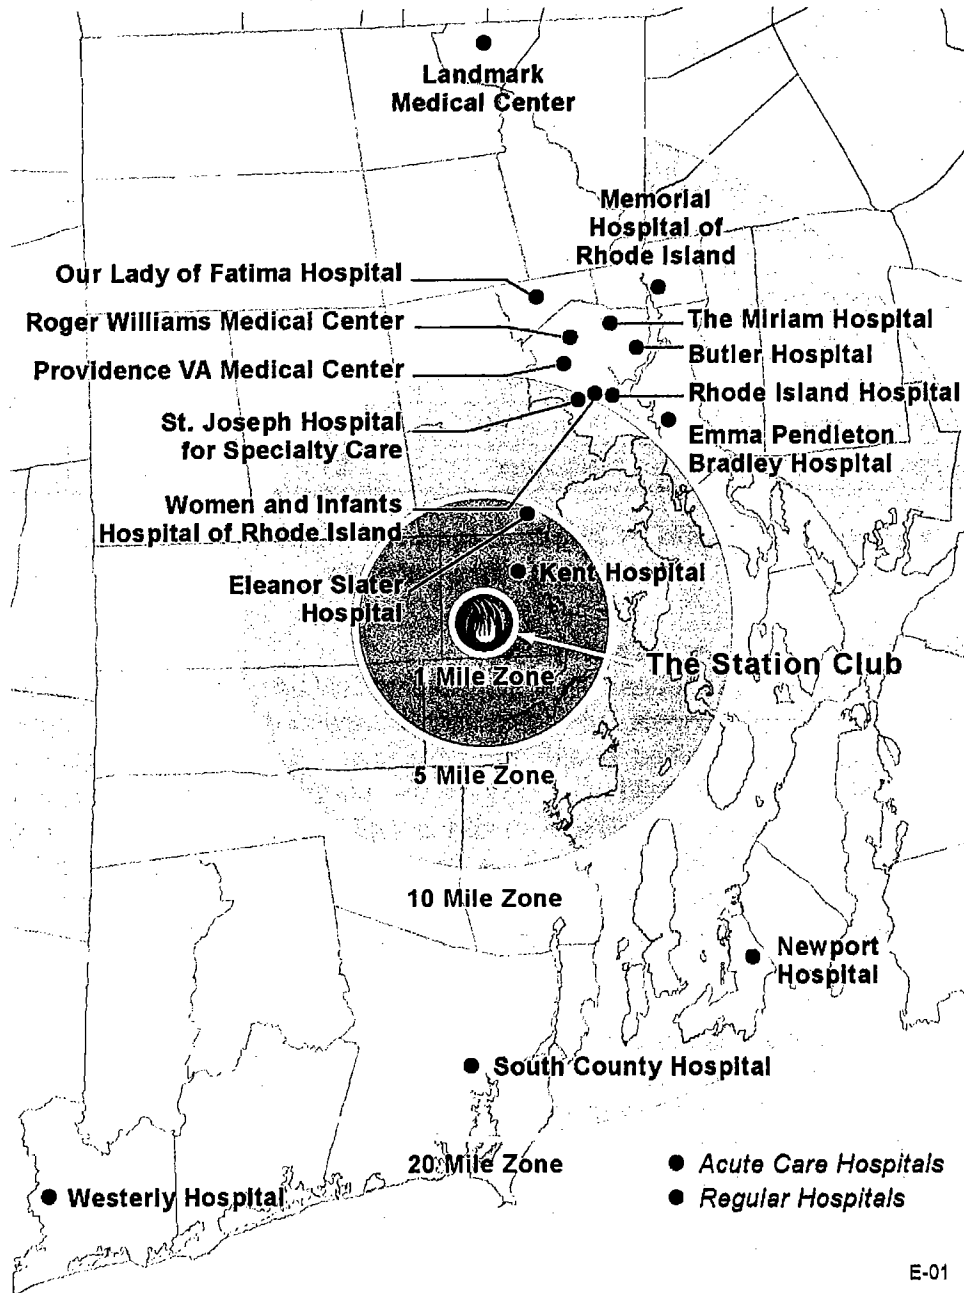 Landmark
Medical Center
Memorial
Hospital of
Rhode Island
Our Lady of Fatima Hospital
Roger Williams Medical Center
The Miriam Hospital
Butler Hospital
Providence VA Medical Center
Rhode Island Hospital
St. Joseph Hospital
for Specialty Care
Emma Pendleton
Bradley Hospital
Women and Infants
Hospital of Rhode Island
Eleanor Slater
Hospital
Kent Hospital
The Station Club
1 Mile Zone
5 Mile Zone
10 Mile Zone
Newport
Hospital
South County Hospital
20 Mile Zone
Westerly Hospital
Acute Care Hospitals
Regular Hospitals
E-01